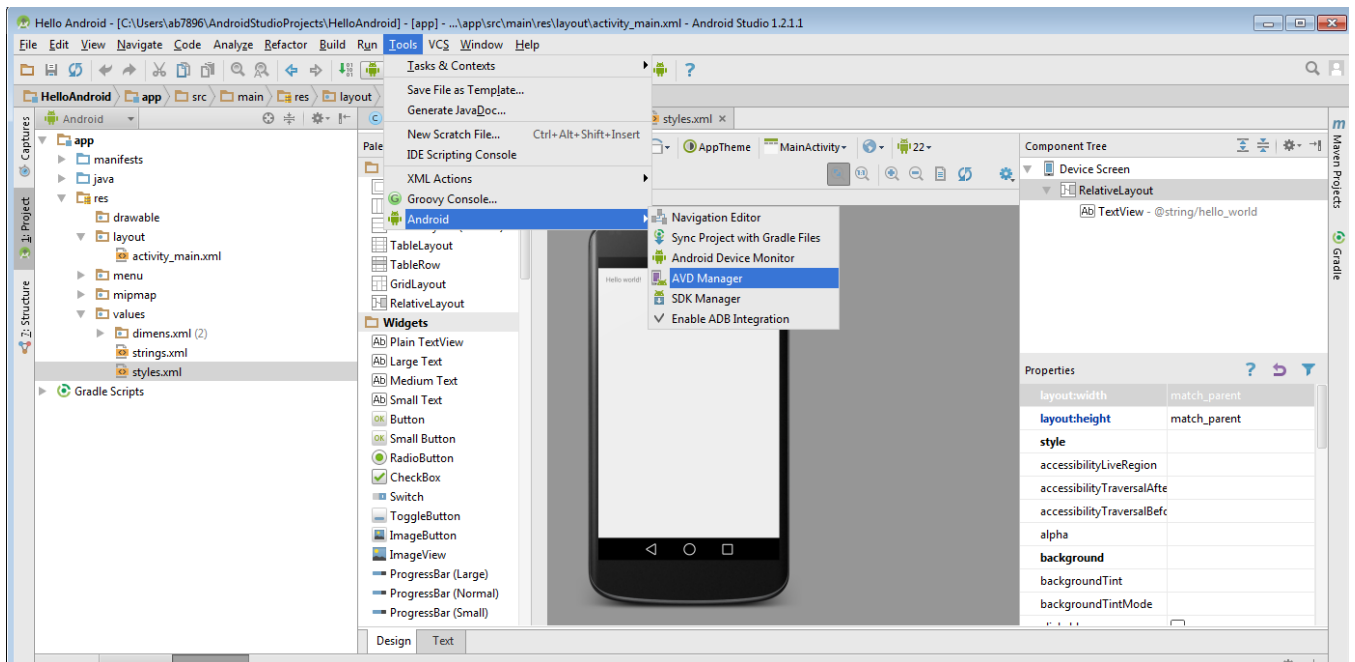 Hello Android - [C:\Users\ab7896\AndroidStudioProjects\HelloAndroid] - [app] - ...\app\src\main\res\layout\activity_main.xml - Android Studio 1.2.1.1
File Edit View Navigate Code Analyze Refactor Build Run Tools VCS Window Help
HelloAndroid app src main res layout
Captures
1: Project
2: Structure
Android
app
manifests
java
res
drawable
layout
activity_main.xml
menu
mipmap
values
dimens.xml (2)
strings.xml
styles.xml
Gradle Scripts
Tasks & Contexts
Save File as Template...
Generate JavaDoc...
New Scratch File... Ctrl+Alt+Shift+Insert
IDE Scripting Console
XML Actions
Groovy Console...
Android
Navigation Editor
Sync Project with Gradle Files
Android Device Monitor
AVD Manager
SDK Manager
Enable ADB Integration
styles.xml
Pale
AppTheme MainActivity 22
TableLayout
TableRow
GridLayout
RelativeLayout
Widgets
Plain TextView
Large Text
Medium Text
Small Text
Button
Small Button
RadioButton
CheckBox
Switch
ToggleButton
ImageButton
ImageView
ProgressBar (Large)
ProgressBar (Normal)
ProgressBar (Small)
Hello world!
Design Text
Component Tree
Device Screen
RelativeLayout
Ab TextView - @string/hello_world
Properties
layout:width match_parent
layout:height match_parent
style
accessibilityLiveRegion
accessibilityTraversalAfte
accessibilityTraversalBefc
alpha
background
backgroundTint
backgroundTintMode
Maven Projects
Gradle